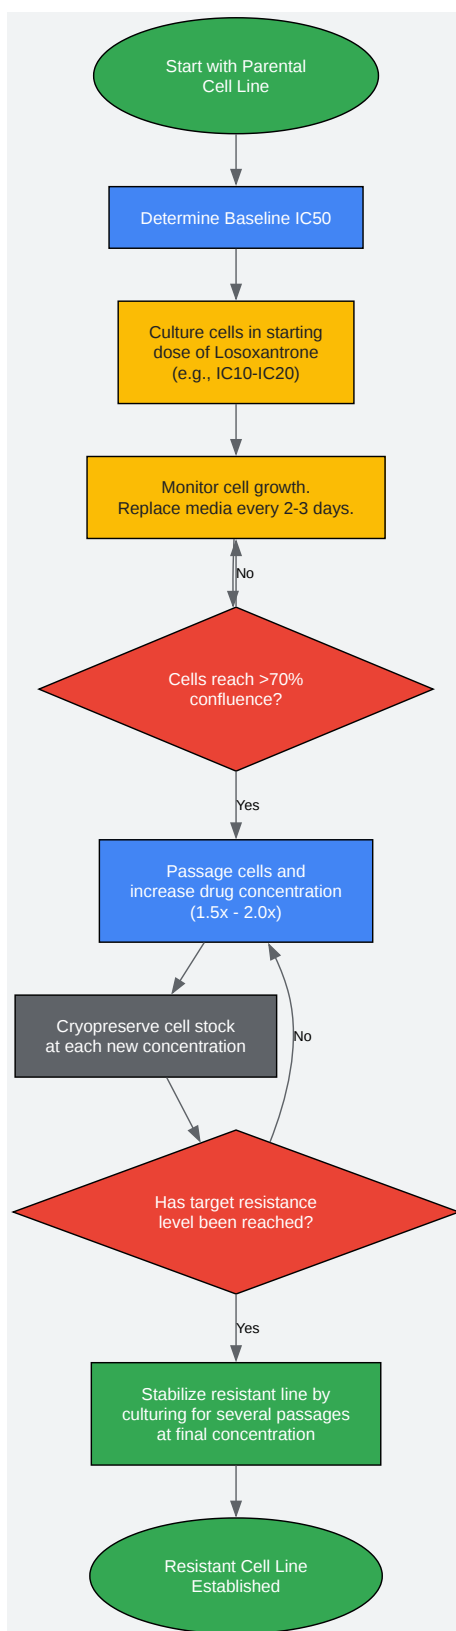 Start with Parental
Cell Line
Determine Baseline IC50
Culture cells in starting
dose of Losoxantrone
(e.g., IC10-IC20)
Monitor cell growth.
Replace media every 2-3 days.
No
Cells reach >70%
confluence?
Yes
Passage cells and
increase drug concentration
(1.5x - 2.0x)
Cryopreserve cell stock
at each new concentration
No
Has target resistance
level been reached?
Yes
Stabilize resistant line by
culturing for several passages
at final concentration
Resistant Cell Line
Established